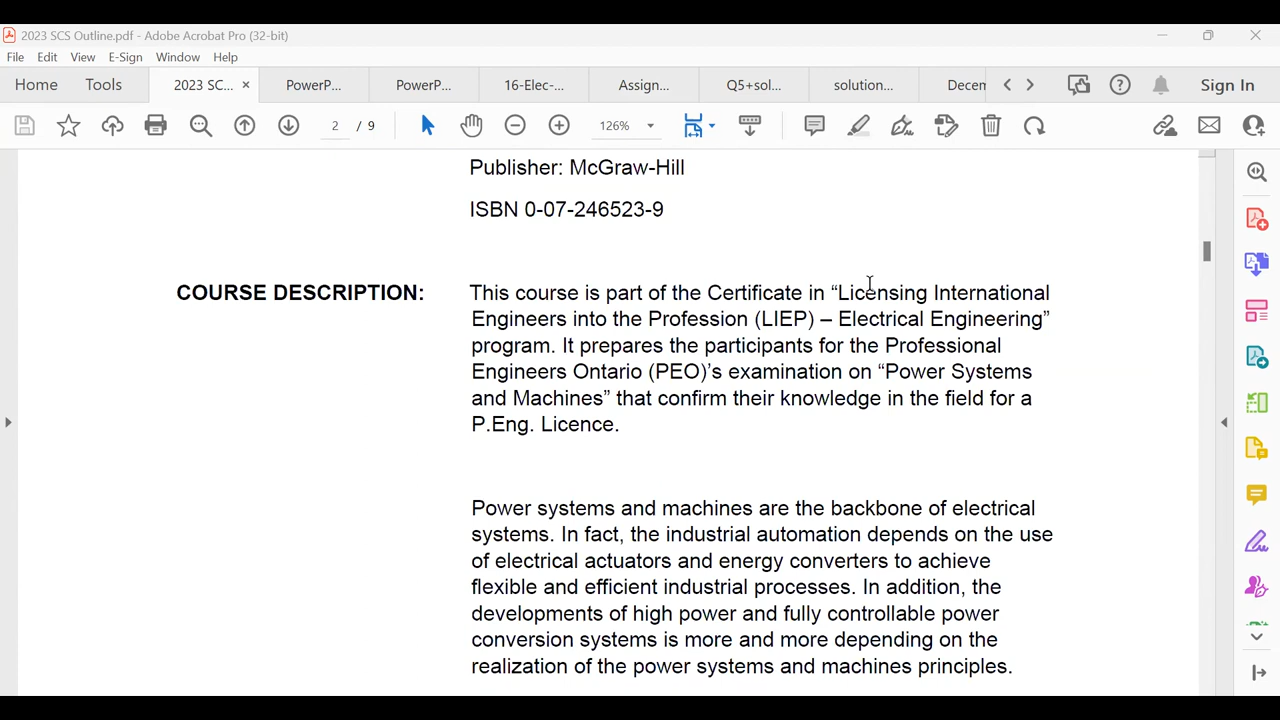 2023 SCS Outline.pdf - Adobe Acrobat Pro (32-bit)
File Edit View E-Sign Window Help
Home Tools 2023 SC... × PowerP... PowerP... 16-Elec-... Assign... Q5+sol... solution... Decem Sign In
2 / 9 126%
Publisher: McGraw-Hill
ISBN 0-07-246523-9
COURSE DESCRIPTION: This course is part of the Certificate in “Licensing International
Engineers into the Profession (LIEP) – Electrical Engineering”
program. It prepares the participants for the Professional
Engineers Ontario (PEO)’s examination on “Power Systems
and Machines” that confirm their knowledge in the field for a
P.Eng. Licence.
Power systems and machines are the backbone of electrical
systems. In fact, the industrial automation depends on the use
of electrical actuators and energy converters to achieve
flexible and efficient industrial processes. In addition, the
developments of high power and fully controllable power
conversion systems is more and more depending on the
realization of the power systems and machines principles.